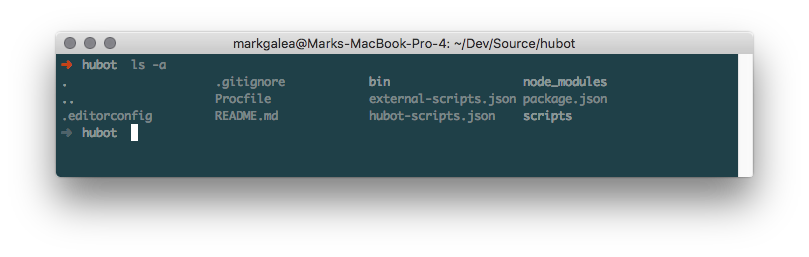 markgalea@Marks-MacBook-Pro-4: ~/Dev/Source/hubot
➜ hubot ls -a
. .gitignore bin node_modules
.. Procfile external-scripts.json package.json
.editorconfig README.md hubot-scripts.json scripts
➜ hubot